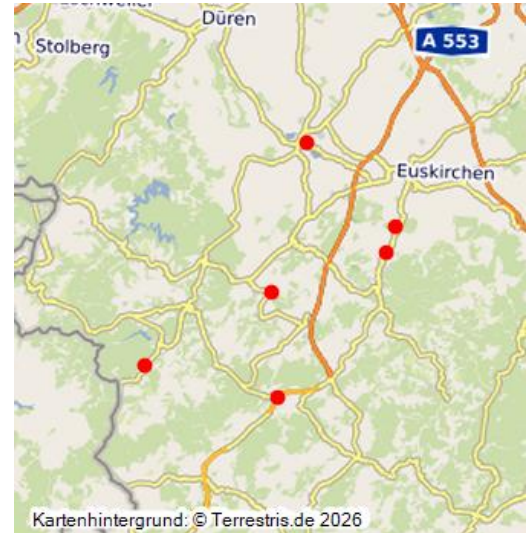 Düren
Stolberg
A 553
Euskirchen
Kartenhintergrund: © Terrestris.de 2026